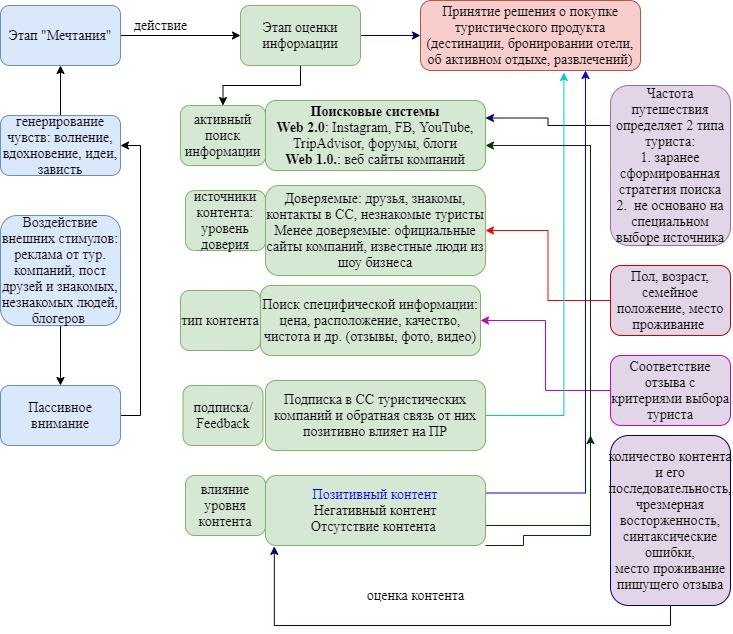 Этап "Мечтания"
действие
Этап оценки
информации
Принятие решения о покупке
туристического продукта
(дестинации, бронировании отели,
об активном отдыхе, развлечений)
генерирование
чувств: волнение,
вдохновение, идеи,
зависть
активный
поиск
информации
Поисковые системы
Web 2.0: Instagram, FB, YouTube,
TripAdvisor, форумы, блоги
Web 1.0.: веб сайты компаний
Частота
путешествия
определяет 2 типа
туриста:
1. заранее
сформированная
стратегия поиска
2. не основано на
специальном
выборе источника
Воздействие
внешних стимулов:
реклама от тур.
компаний, пост
друзей и знакомых,
незнакомых людей,
блогеров
источники
контента:
уровень
доверия
Доверяемые: друзья, знакомы,
контакты в СС, незнакомые туристы
Менее доверяемые: официальные
сайты компаний, известные люди из
шоу бизнеса
Пол, возраст,
семейное
положение, место
проживание
тип контента
Поиск специфической информации:
цена, расположение, качество,
чистота и др. (отзывы, фото, видео)
Соответствие
отзыва с
критериями выбора
туриста
Пассивное
внимание
подписка/
Feedback
Подписка в СС туристических
компаний и обратная связь от них
позитивно влияет на ПР
влияние
уровня
контента
Позитивный контент
Негативный контент
Отсутствие контента
количество контента
и его
последовательность,
чрезмерная
восторженность,
синтаксические
ошибки,
место проживание
пишущего отзыва
оценка контента